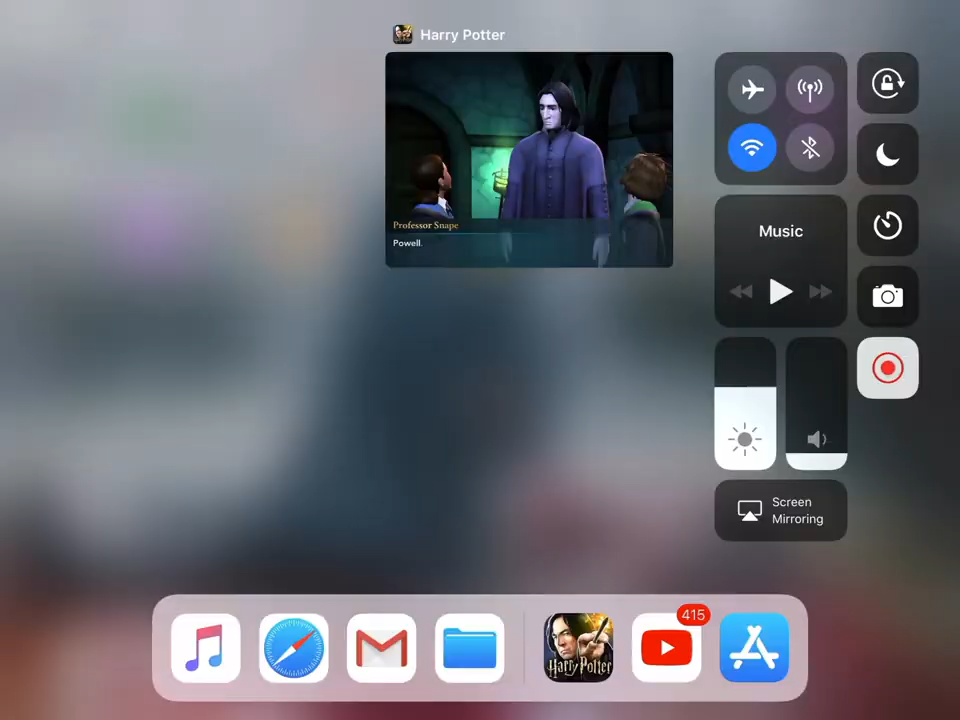 Harry Potter
Professor Snape
Powell.
Music
Screen
Mirroring
Harry Potter
415